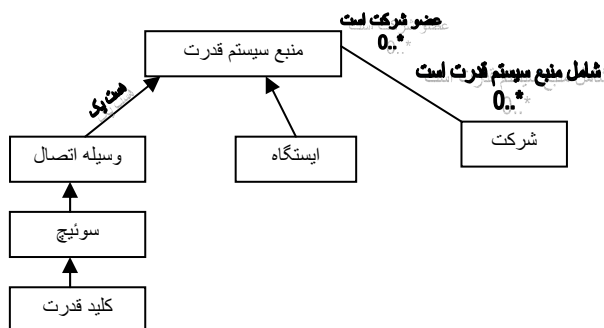 عضو شرکت است
0..*
منبع سیستم قدرت
شامل منبع سیستم قدرت است
0..*
است یک
وسیله اتصال
ایستگاه
شرکت
سوئیچ
کلید قدرت